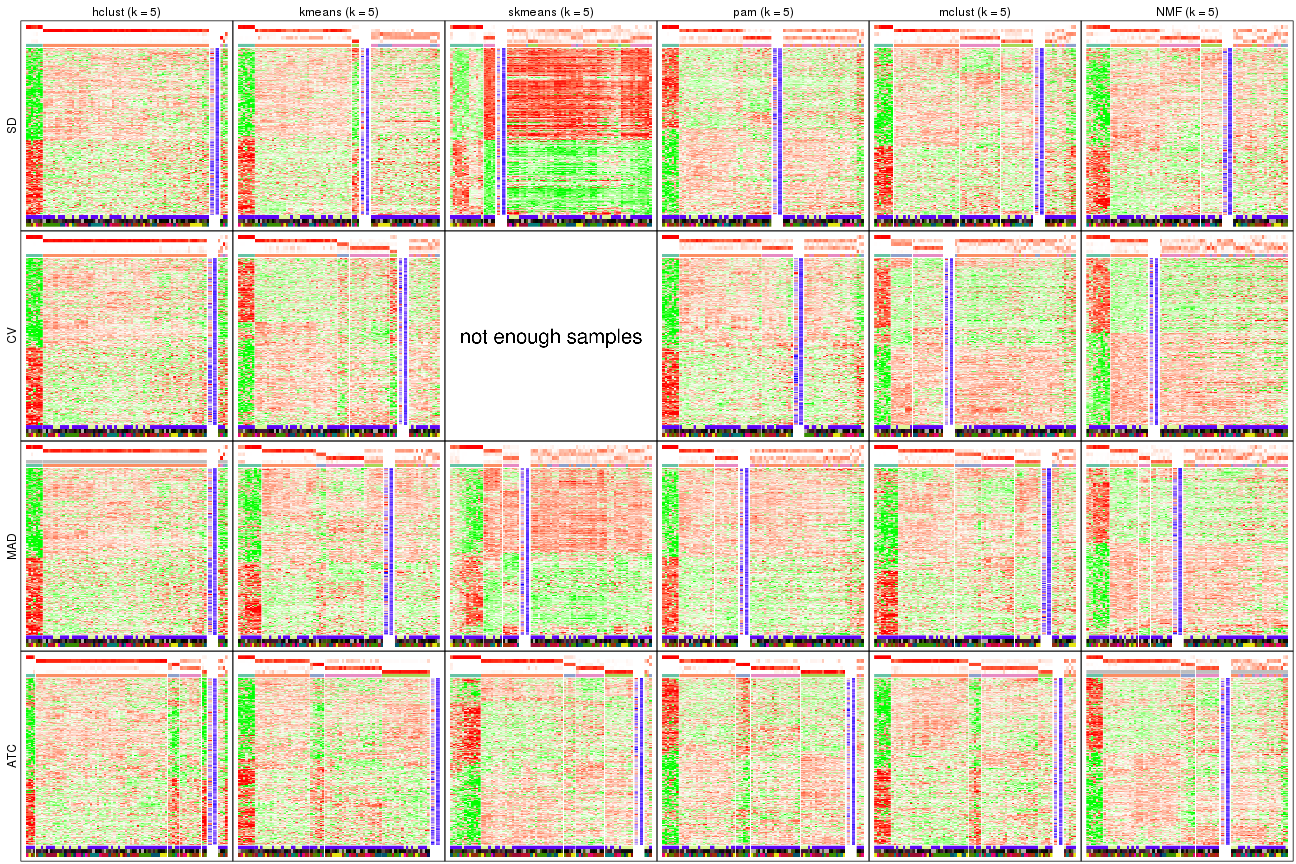 hclust (k = 5)
kmeans (k = 5)
skmeans (k = 5)
pam (k = 5)
mclust (k = 5)
NMF (k = 5)
SD
CV
not enough samples
MAD
ATC